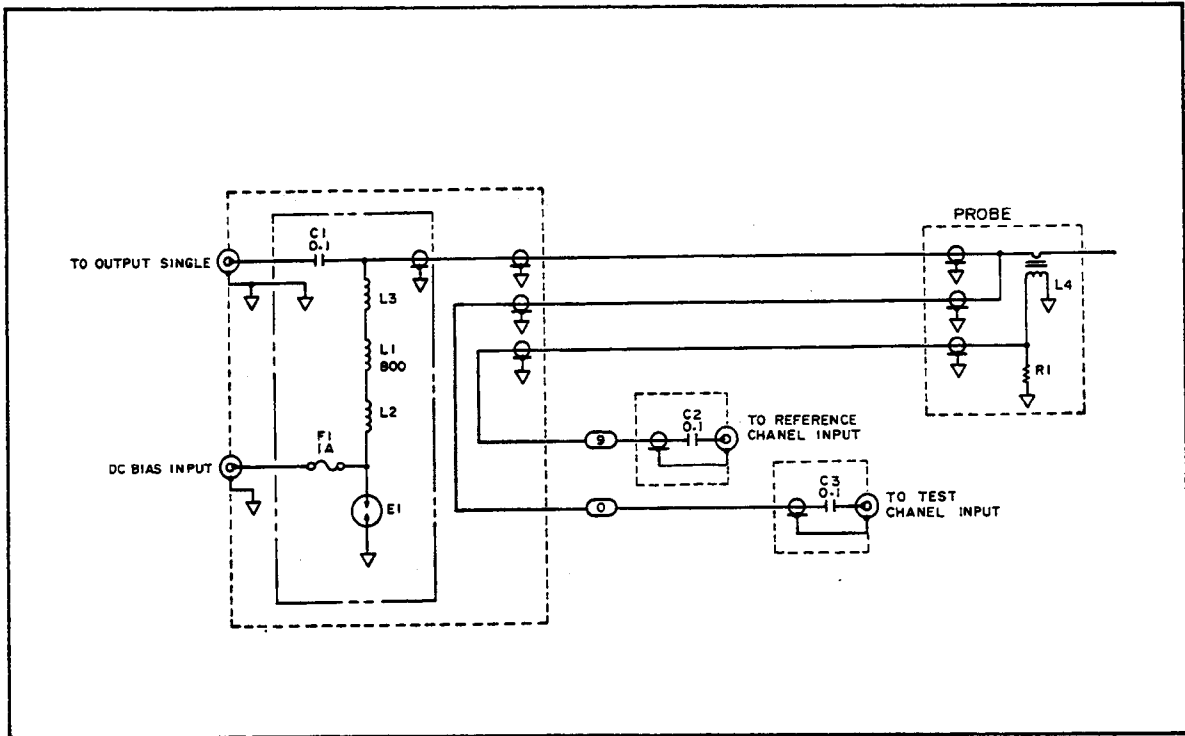 PROBE
C1
0.1
TO OUTPUT SINGLE
L3
L4
L1
800
R1
L2
C2
0.1
TO REFERENCE
CHANEL INPUT
F1
1A
9
DC BIAS INPUT
C3
0.1
E1
0
TO TEST
CHANEL INPUT